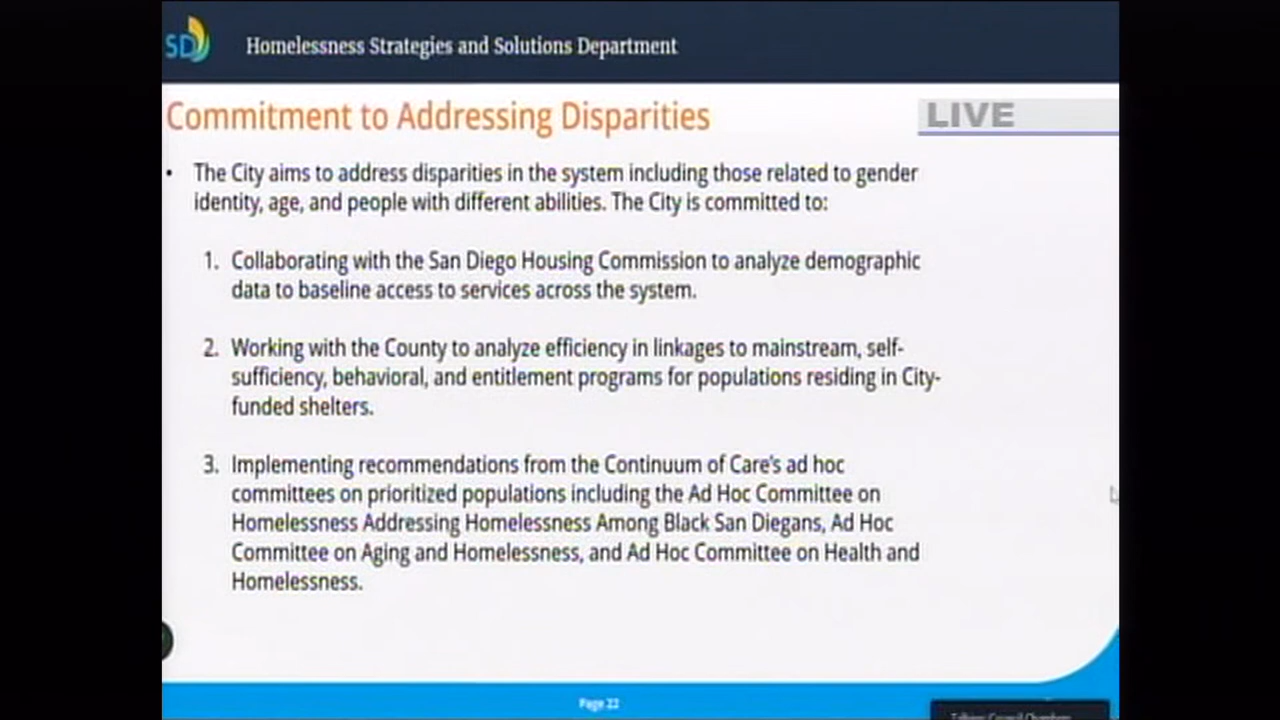 SD
Homelessness Strategies and Solutions Department
Commitment to Addressing Disparities
LIVE
• The City aims to address disparities in the system including those related to gender
identity, age, and people with different abilities. The City is committed to:
1. Collaborating with the San Diego Housing Commission to analyze demographic
data to baseline access to services across the system.
2. Working with the County to analyze efficiency in linkages to mainstream, self-
sufficiency, behavioral, and entitlement programs for populations residing in City-
funded shelters.
3. Implementing recommendations from the Continuum of Care's ad hoc
committees on prioritized populations including the Ad Hoc Committee on
Homelessness Addressing Homelessness Among Black San Diegans, Ad Hoc
Committee on Aging and Homelessness, and Ad Hoc Committee on Health and
Homelessness.
Page 22